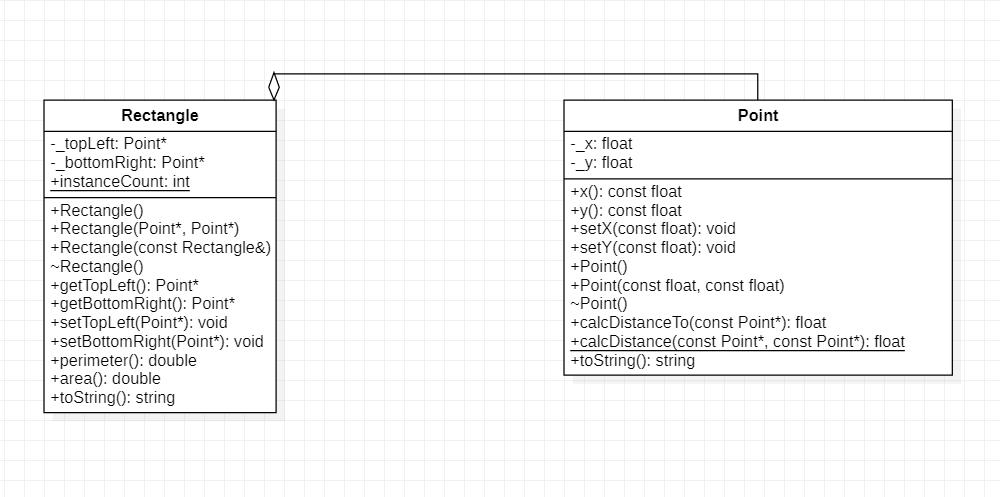 Rectangle
-_topLeft: Point*
-_bottomRight: Point*
+instanceCount: int
+Rectangle()
+Rectangle(Point*, Point*)
+Rectangle(const Rectangle&)
~Rectangle()
+getTopLeft(): Point*
+getBottomRight(): Point*
+setTopLeft(Point*): void
+setBottomRight(Point*): void
+perimeter(): double
+area(): double
+toString(): string
Point
-_x: float
-_y: float
+x(): const float
+y(): const float
+setX(const float): void
+setY(const float): void
+Point()
+Point(const float, const float)
~Point()
+calcDistanceTo(const Point*): float
+calcDistance(const Point*, const Point*): float
+toString(): string